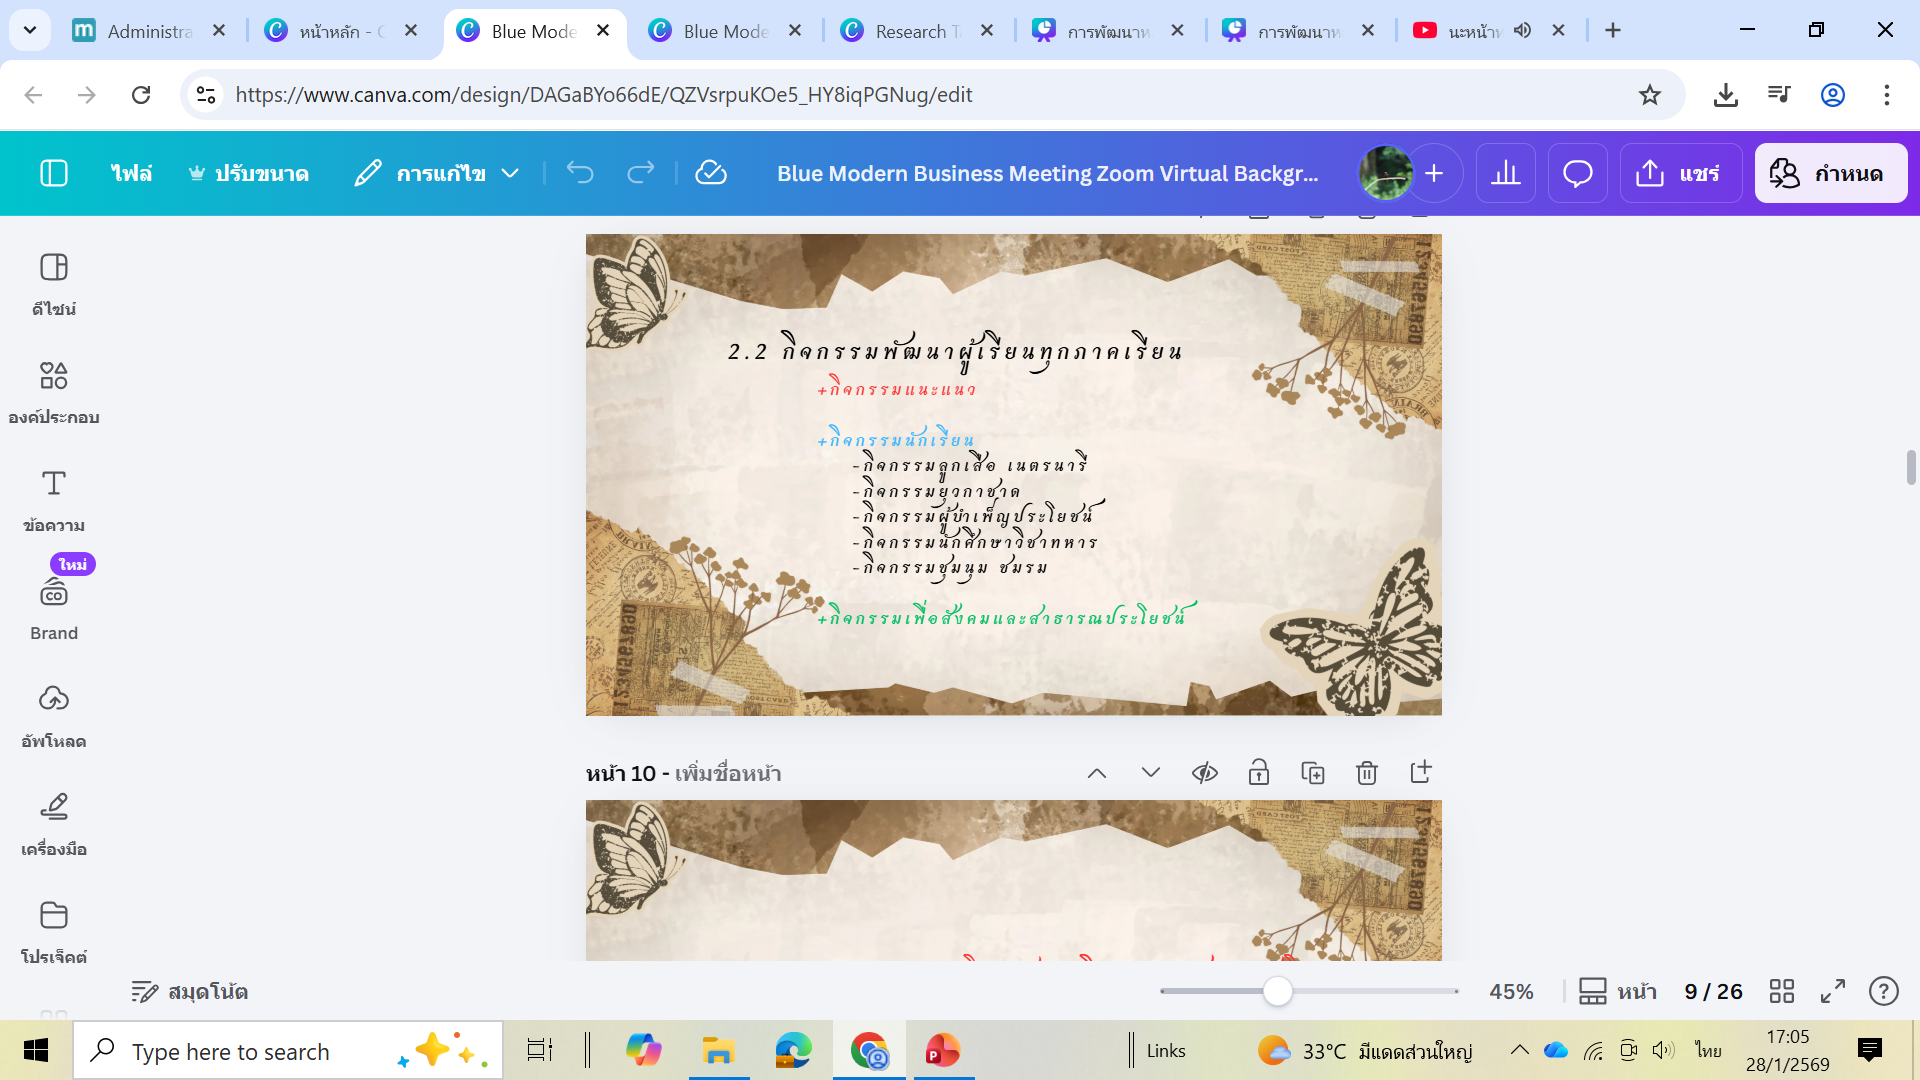 Administra
หน้าหลัก - C
Blue Mode
Blue Mode
Research T
การพัฒนาห
การพัฒนาห
นะหน้าท
https://www.canva.com/design/DAGaBYo66dE/QZVsrpuKOe5_HY8iqPGNug/edit
ไฟล์ ปรับขนาด การแก้ไข Blue Modern Business Meeting Zoom Virtual Backgr... แชร์ กำหนด
ดีไซน์
องค์ประกอบ
ข้อความ
ใหม่
Brand
อัพโหลด
เครื่องมือ
โปรเจ็คต์
2.2 กิจกรรมพัฒนาผู้เรียนทุกภาคเรียน
+กิจกรรมแนะแนว
+กิจกรรมนักเรียน
-กิจกรรมลูกเสือ เนตรนารี
-กิจกรรมยุวกาชาด
-กิจกรรมผู้บำเพ็ญประโยชน์
-กิจกรรมนักศึกษาวิชาทหาร
-กิจกรรมชุมนุม ชมรม
+กิจกรรมเพื่อสังคมและสาธารณประโยชน์
หน้า 10 - เพิ่มชื่อหน้า
สมุดโน้ต 45% หน้า 9 / 26
Type here to search
Links 33°C มีแดดส่วนใหญ่ ไทย
17:05
28/1/2569